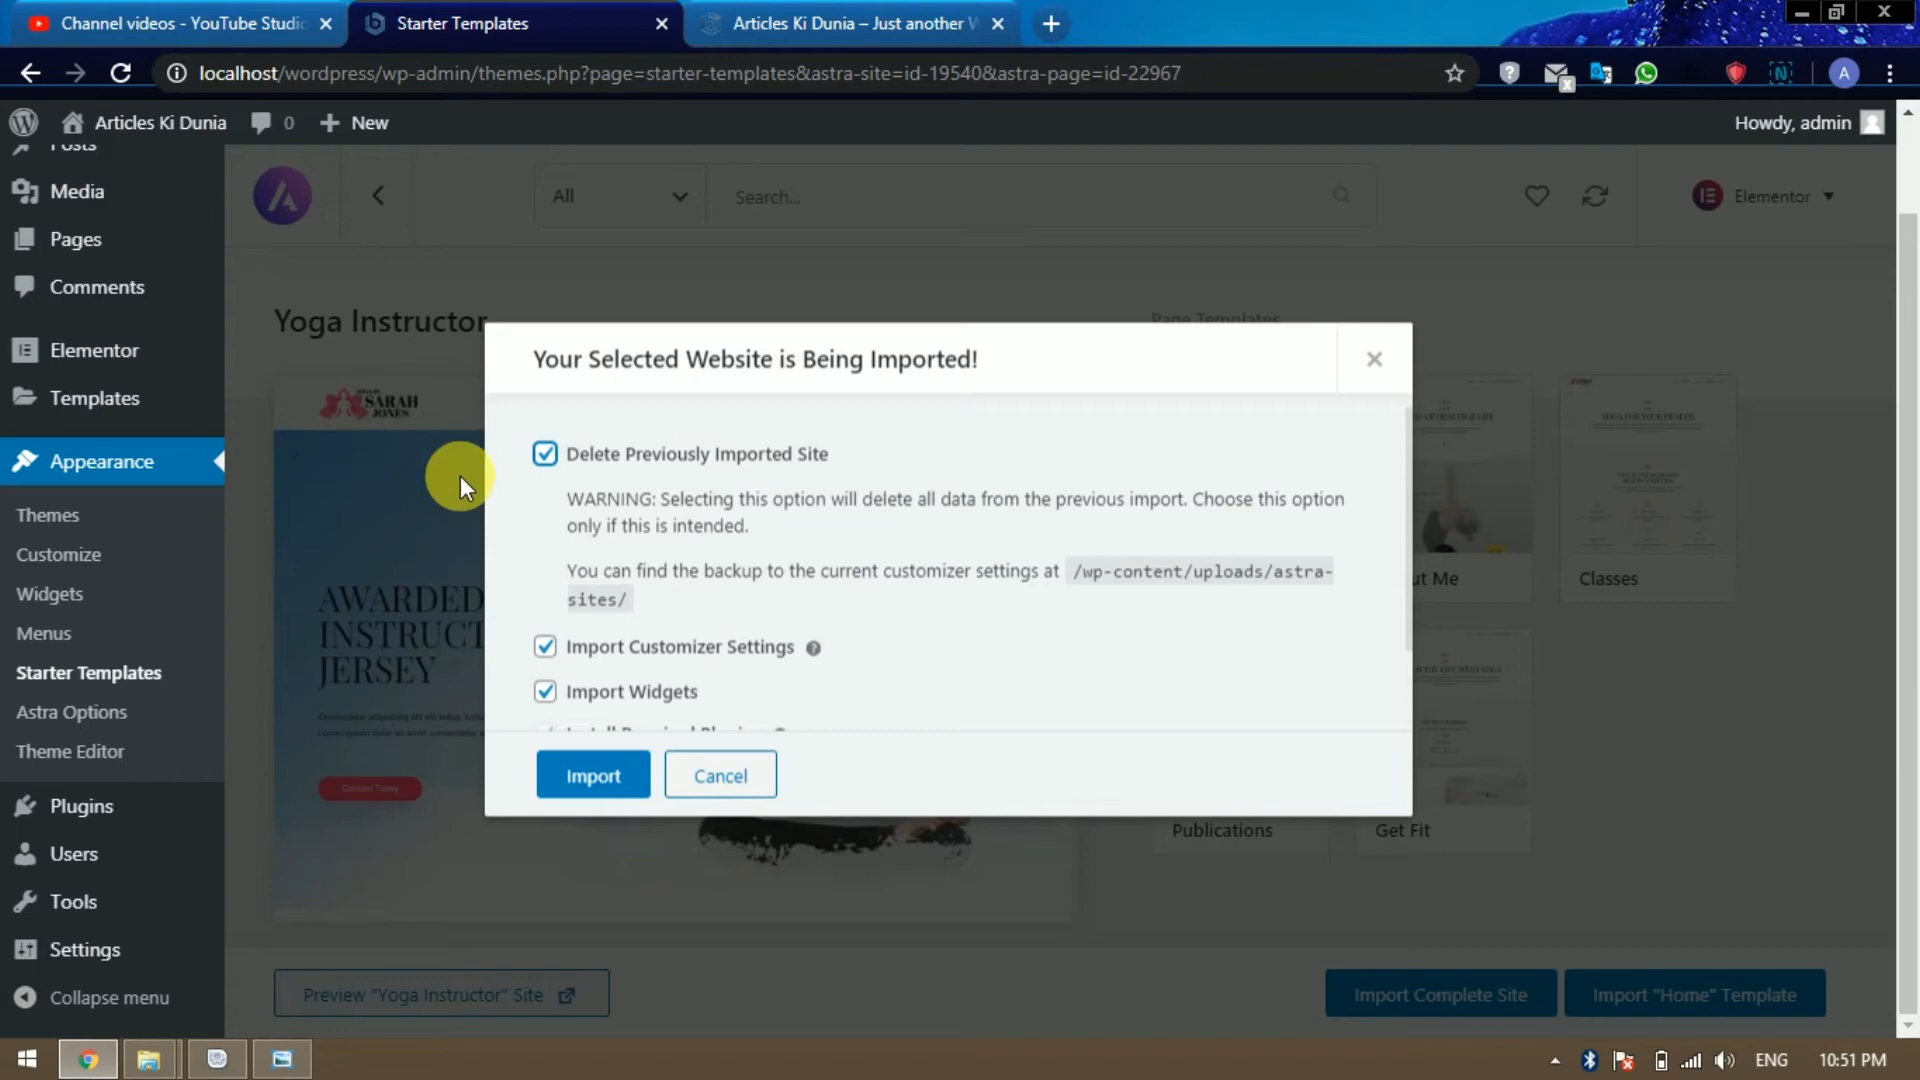 Channel videos - YouTube Studio
Starter Templates
Articles Ki Dunia – Just another W
localhost/wordpress/wp-admin/themes.php?page=starter-templates&astra-site=id-19540&astra-page=id-22967
A
Articles Ki Dunia
0
New
Howdy, admin
Posts
Media
Pages
Comments
Elementor
Templates
Appearance
Themes
Customize
Widgets
Menus
Starter Templates
Astra Options
Theme Editor
Plugins
Users
Tools
Settings
Collapse menu
All
Search...
Elementor
Yoga Instructor
Page Templates
SARAH
JONES
AWARDED
INSTRUCT
JERSEY
Contact Today
Your Selected Website is Being Imported!
Delete Previously Imported Site
WARNING: Selecting this option will delete all data from the previous import. Choose this option
only if this is intended.
You can find the backup to the current customizer settings at /wp-content/uploads/astra-
sites/
Import Customizer Settings
Import Widgets
Import
Cancel
YOGA FOR YOUR HEALTH
ut Me
Classes
Publications
Get Fit
Preview "Yoga Instructor" Site
Import Complete Site
Import "Home" Template
ENG
10:51 PM